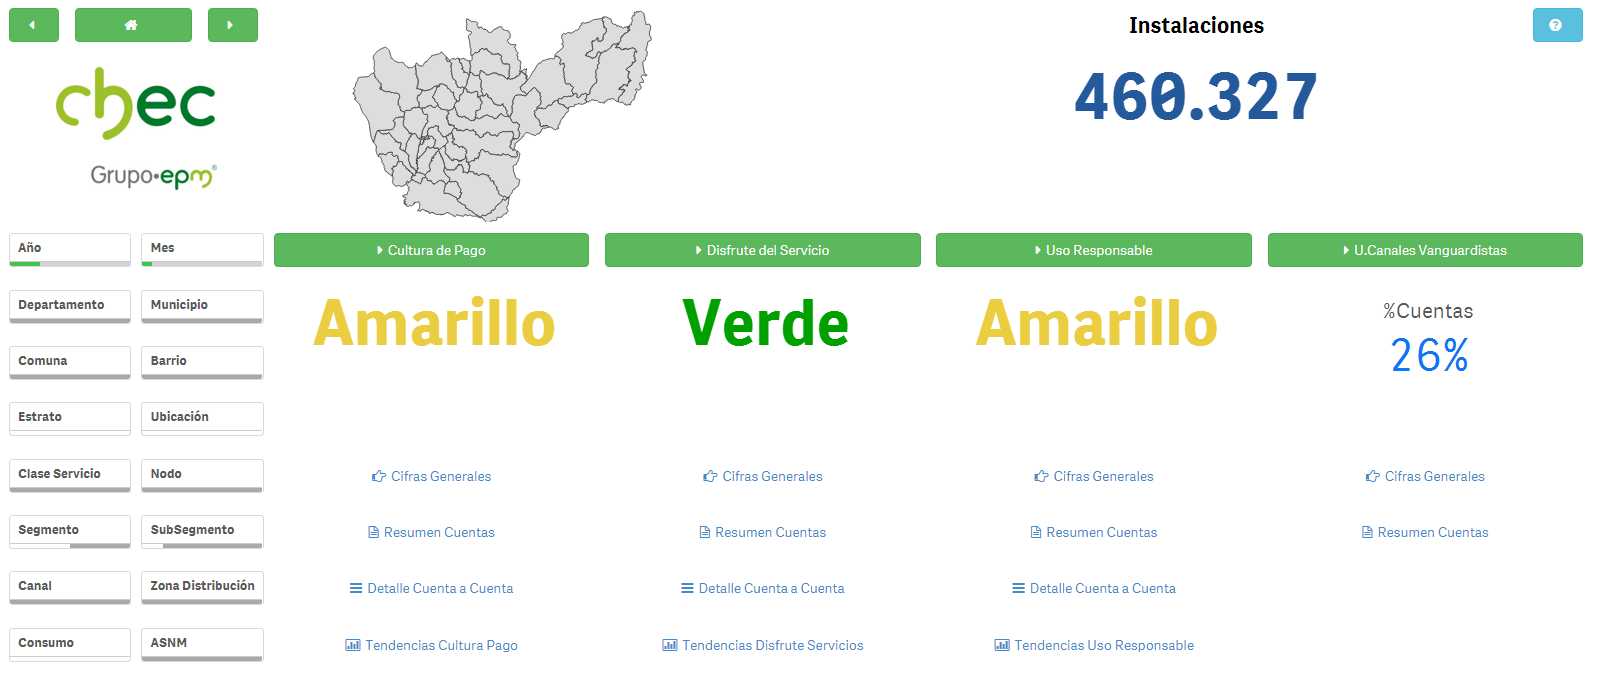 Instalaciones
460.327
chec
Grupo·epm®
Año
Mes
Cultura de Pago
Disfrute del Servicio
Uso Responsable
U.Canales Vanguardistas
Departamento
Municipio
Amarillo
Verde
Amarillo
%Cuentas
26%
Comuna
Barrio
Estrato
Ubicación
Clase Servicio
Nodo
Cifras Generales
Cifras Generales
Cifras Generales
Cifras Generales
Segmento
SubSegmento
Resumen Cuentas
Resumen Cuentas
Resumen Cuentas
Resumen Cuentas
Canal
Zona Distribución
Detalle Cuenta a Cuenta
Detalle Cuenta a Cuenta
Detalle Cuenta a Cuenta
Consumo
ASNM
Tendencias Cultura Pago
Tendencias Disfrute Servicios
Tendencias Uso Responsable